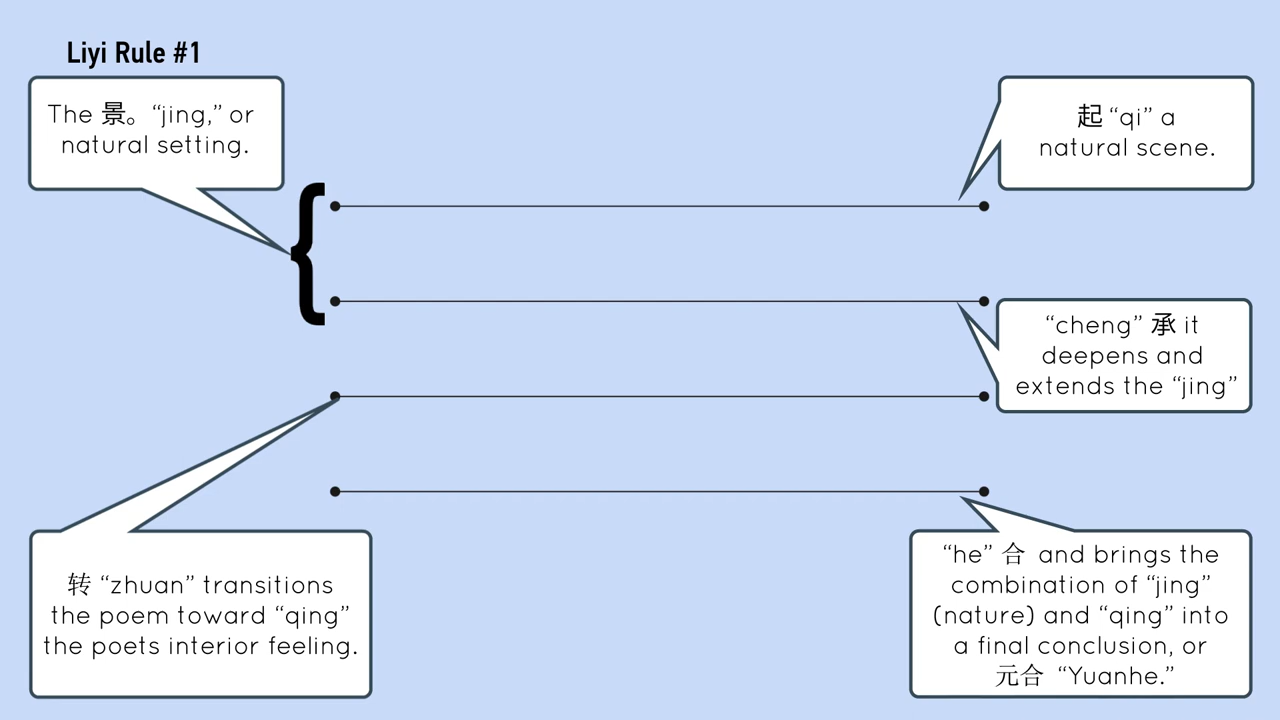 Liyi Rule #1
The 景。“jing,” or
natural setting.
起 “qi” a
natural scene.
“cheng” 承 it
deepens and
extends the “jing”
转 “zhuan” transitions
the poem toward “qing”
the poets interior feeling.
“he” 合 and brings the
combination of “jing”
(nature) and “qing” into
a final conclusion, or
元合 “Yuanhe.”